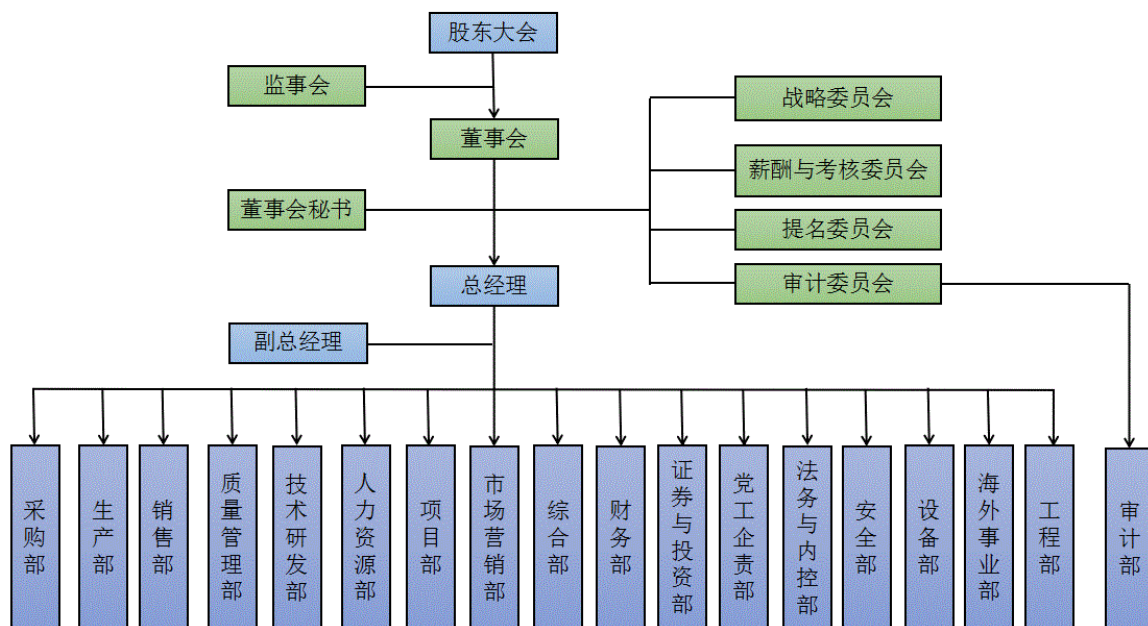 股东大会
监事会
战略委员会
董事会
薪酬与考核委员会
董事会秘书
提名委员会
总经理
审计委员会
副总经理
采购部
生产部
销售部
质量管理部
技术研发部
人力资源部
项目部
市场营销部
综合部
财务部
证券与投资部
党工企责部
法务与内控部
安全部
设备部
海外事业部
工程部
审计部